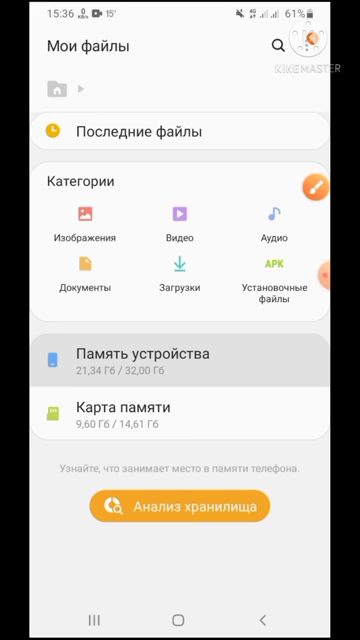 15:36 15° 61%
Мои файлы
KINEMASTER
Последние файлы
Категории
Изображения Видео Аудио
APK
Документы Загрузки Установочные
файлы
Память устройства
21,34 Гб / 32,00 Гб
Карта памяти
9,60 Гб / 14,61 Гб
Узнайте, что занимает место в памяти телефона.
Анализ хранилища